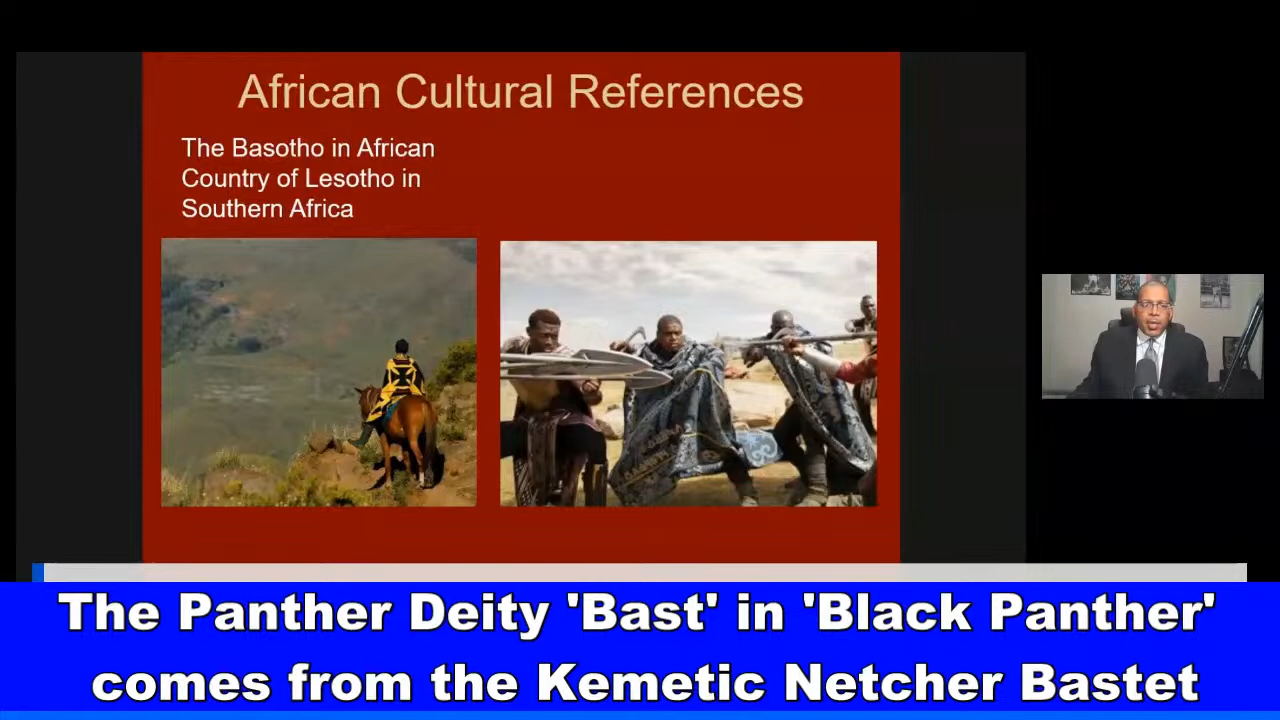 African Cultural References
The Basotho in African
Country of Lesotho in
Southern Africa
The Panther Deity 'Bast' in 'Black Panther'
comes from the Kemetic Netcher Bastet